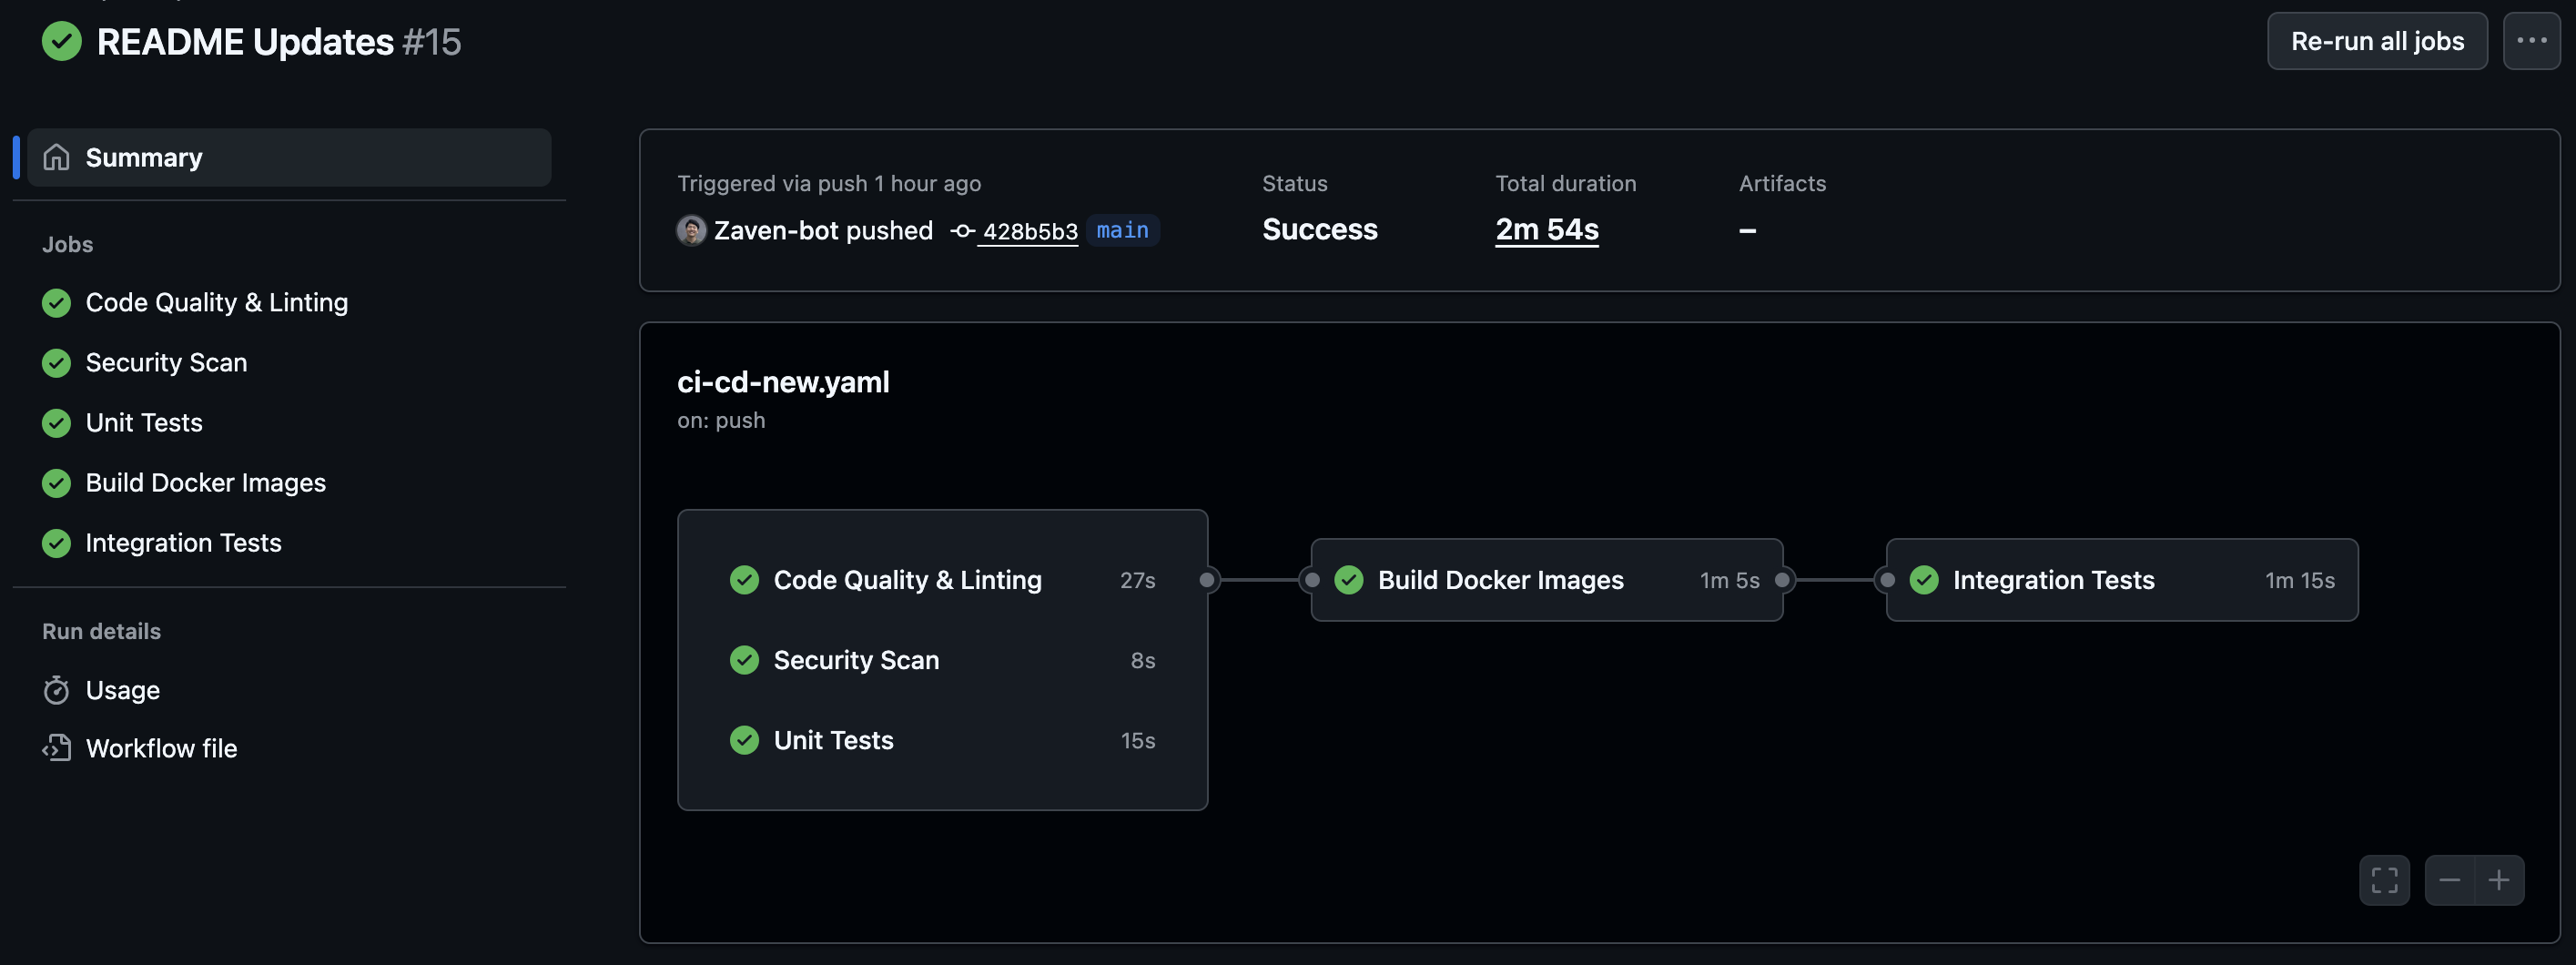 README Updates #15
Re-run all jobs
Summary
Jobs
Code Quality & Linting
Security Scan
Unit Tests
Build Docker Images
Integration Tests
Run details
Usage
Workflow file
Triggered via push 1 hour ago
Zaven-bot pushed 428b5b3 main
Status
Success
Total duration
2m 54s
Artifacts
–
ci-cd-new.yaml
on: push
Code Quality & Linting 27s
Security Scan 8s
Unit Tests 15s
Build Docker Images 1m 5s
Integration Tests 1m 15s